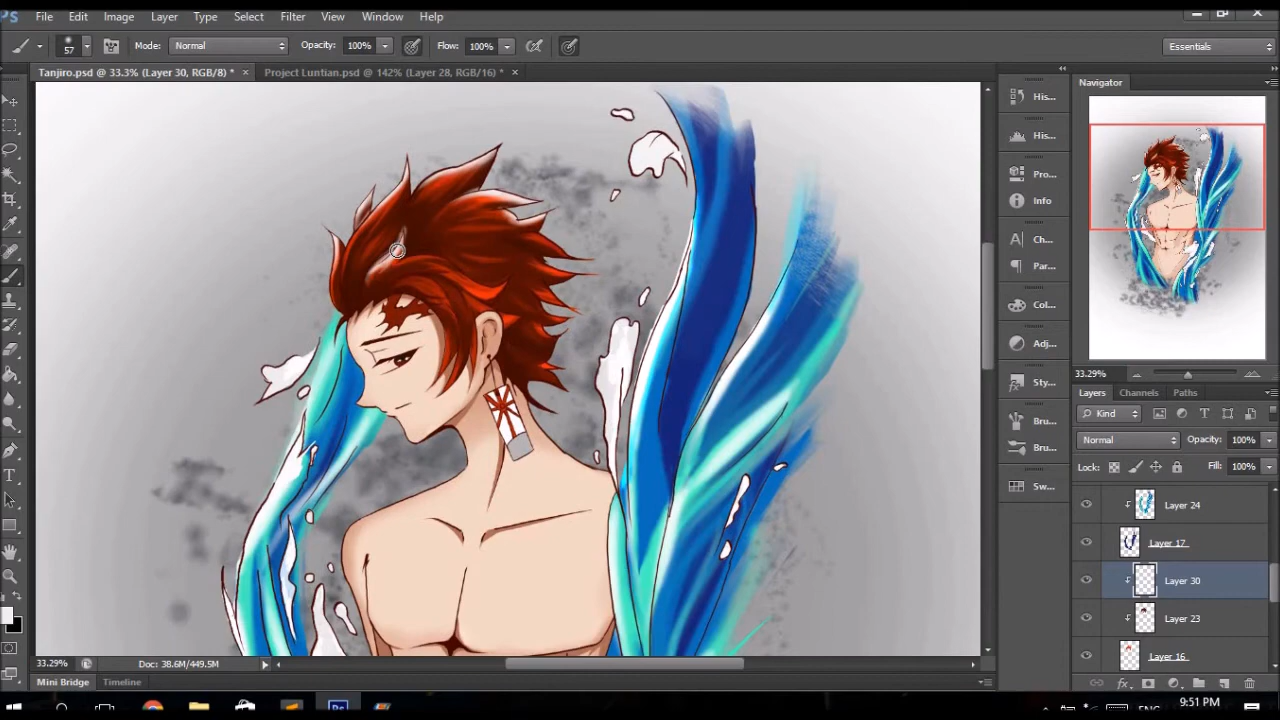 Ps File Edit Image Layer Type Select Filter View Window Help
57 Mode: Normal Opacity: 100% Flow: 100% Essentials
Tanjiro.psd @ 33.3% (Layer 30, RGB/8) * × Project Luntian.psd @ 142% (Layer 28, RGB/16) * ×
His...
His...
Pro...
Info
Ch...
Par...
Col...
Adj...
Sty...
Bru...
Bru...
Sw...
Navigator
33.29%
Layers Channels Paths
Kind
Normal Opacity: 100%
Lock: Fill: 100%
Layer 24
Layer 17
Layer 30
Layer 23
Layer 16
33.29% Doc: 38.6M/449.5M
Mini Bridge Timeline
Ps ENG 9:51 PM